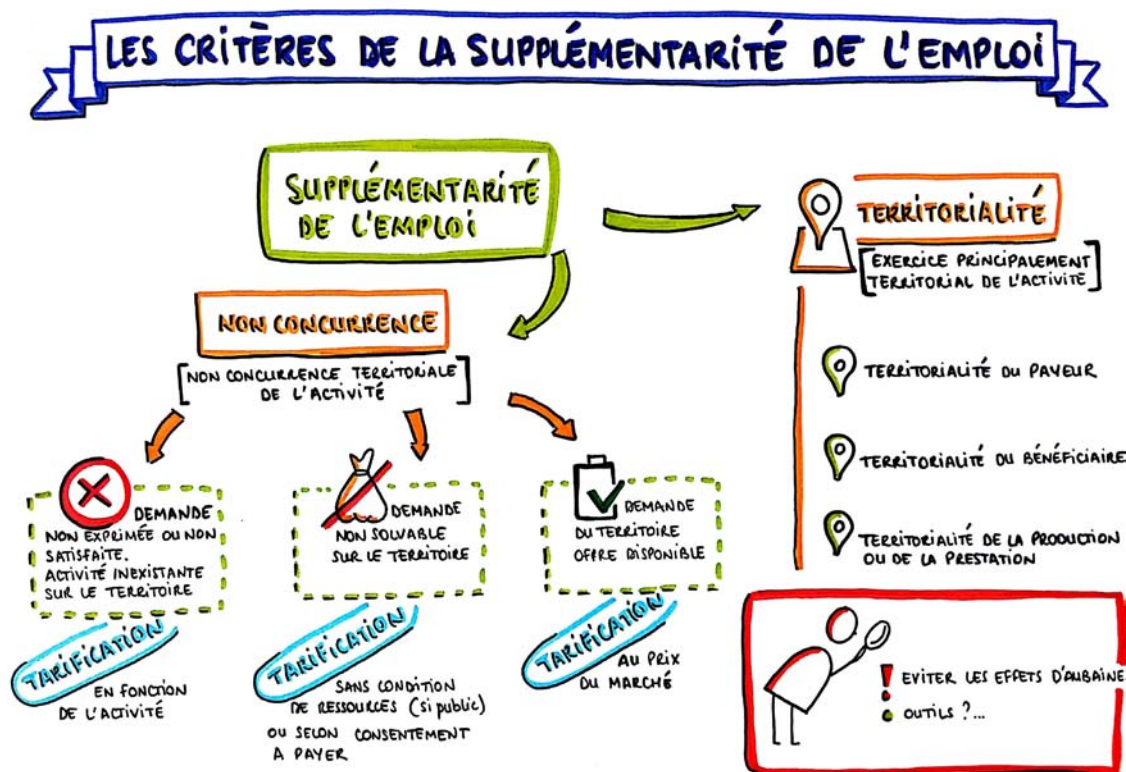 LES CRITÈRES DE LA SUPPLÉMENTARITÉ DE L'EMPLOI
SUPPLÉMENTARITÉ
DE L'EMPLOI
NON CONCURRENCE
[NON CONCURRENCE TERRITORIALE
DE L'ACTIVITÉ]
DEMANDE
NON EXPRIMÉE OU NON
SATISFAITE.
ACTIVITÉ INEXISTANTE
SUR LE TERRITOIRE
TARIFICATION
EN FONCTION
DE L'ACTIVITÉ
DEMANDE
NON SOLVABLE
SUR LE TERRITOIRE
TARIFICATION
SANS CONDITION
DE RESSOURCES (si public)
OU SELON CONSENTEMENT
A PAYER
DEMANDE
DU TERRITOIRE
OFFRE DISPONIBLE
TARIFICATION
AU PRIX
DU MARCHÉ
TERRITORIALITÉ
[EXERCICE PRINCIPALEMENT
TERRITORIAL DE L'ACTIVITÉ]
TERRITORIALITÉ DU PAYEUR
TERRITORIALITÉ DU BÉNÉFICIAIRE
TERRITORIALITÉ DE LA PRODUCTION
OU DE LA PRESTATION
! EVITER LES EFFETS D'AUBAINE
OUTILS ?...